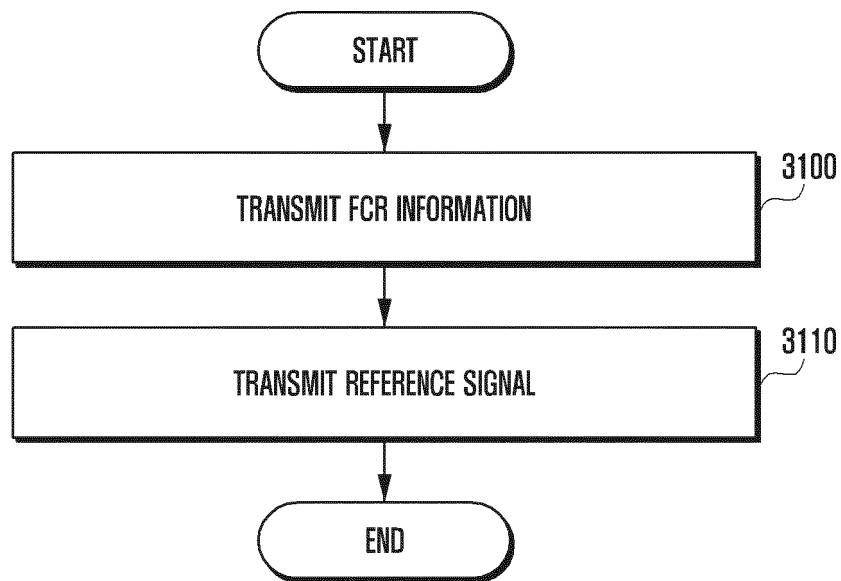 START
TRANSMIT FCR INFORMATION
3100
TRANSMIT REFERENCE SIGNAL
3110
END